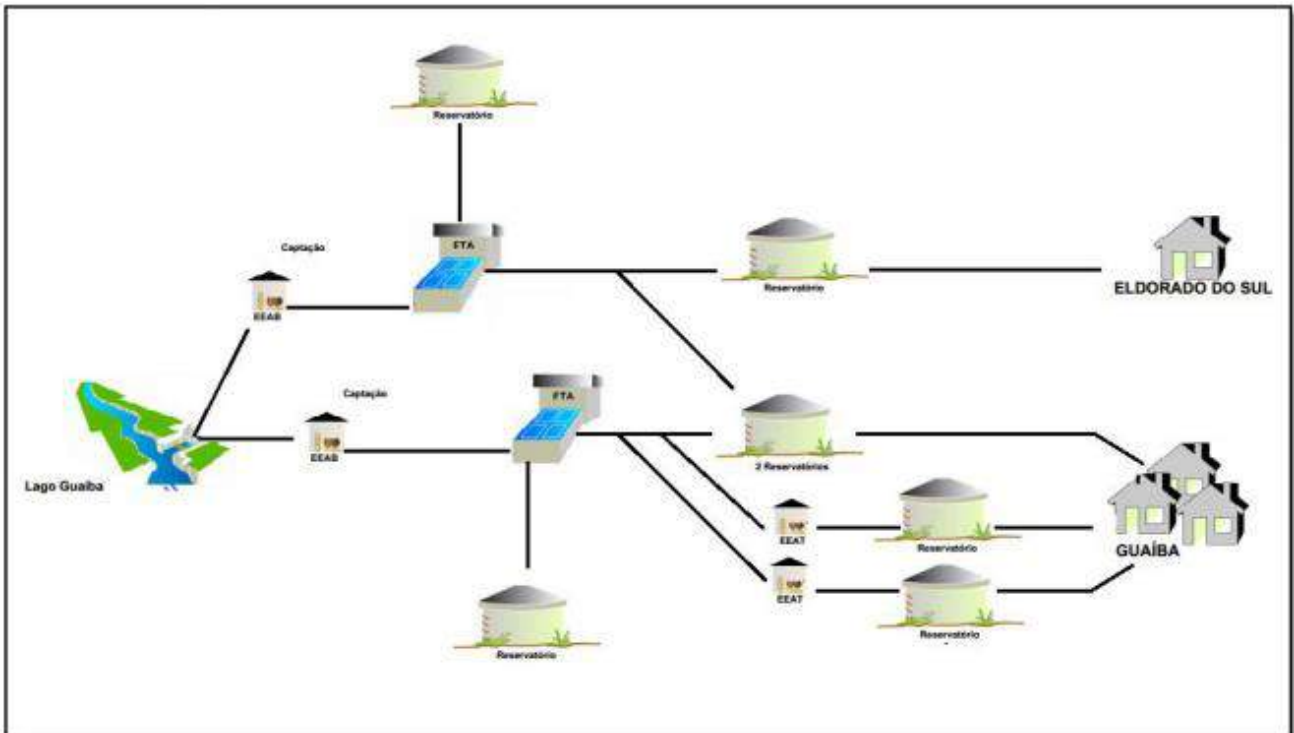 Reservatório
ETA
Captação
EEAB
Reservatório
ELDORADO DO SUL
Captação
ETA
EEAB
2 Reservatórios
Lago Guaíba
EEAT
Reservatório
GUAÍBA
EEAT
Reservatório
Reservatório